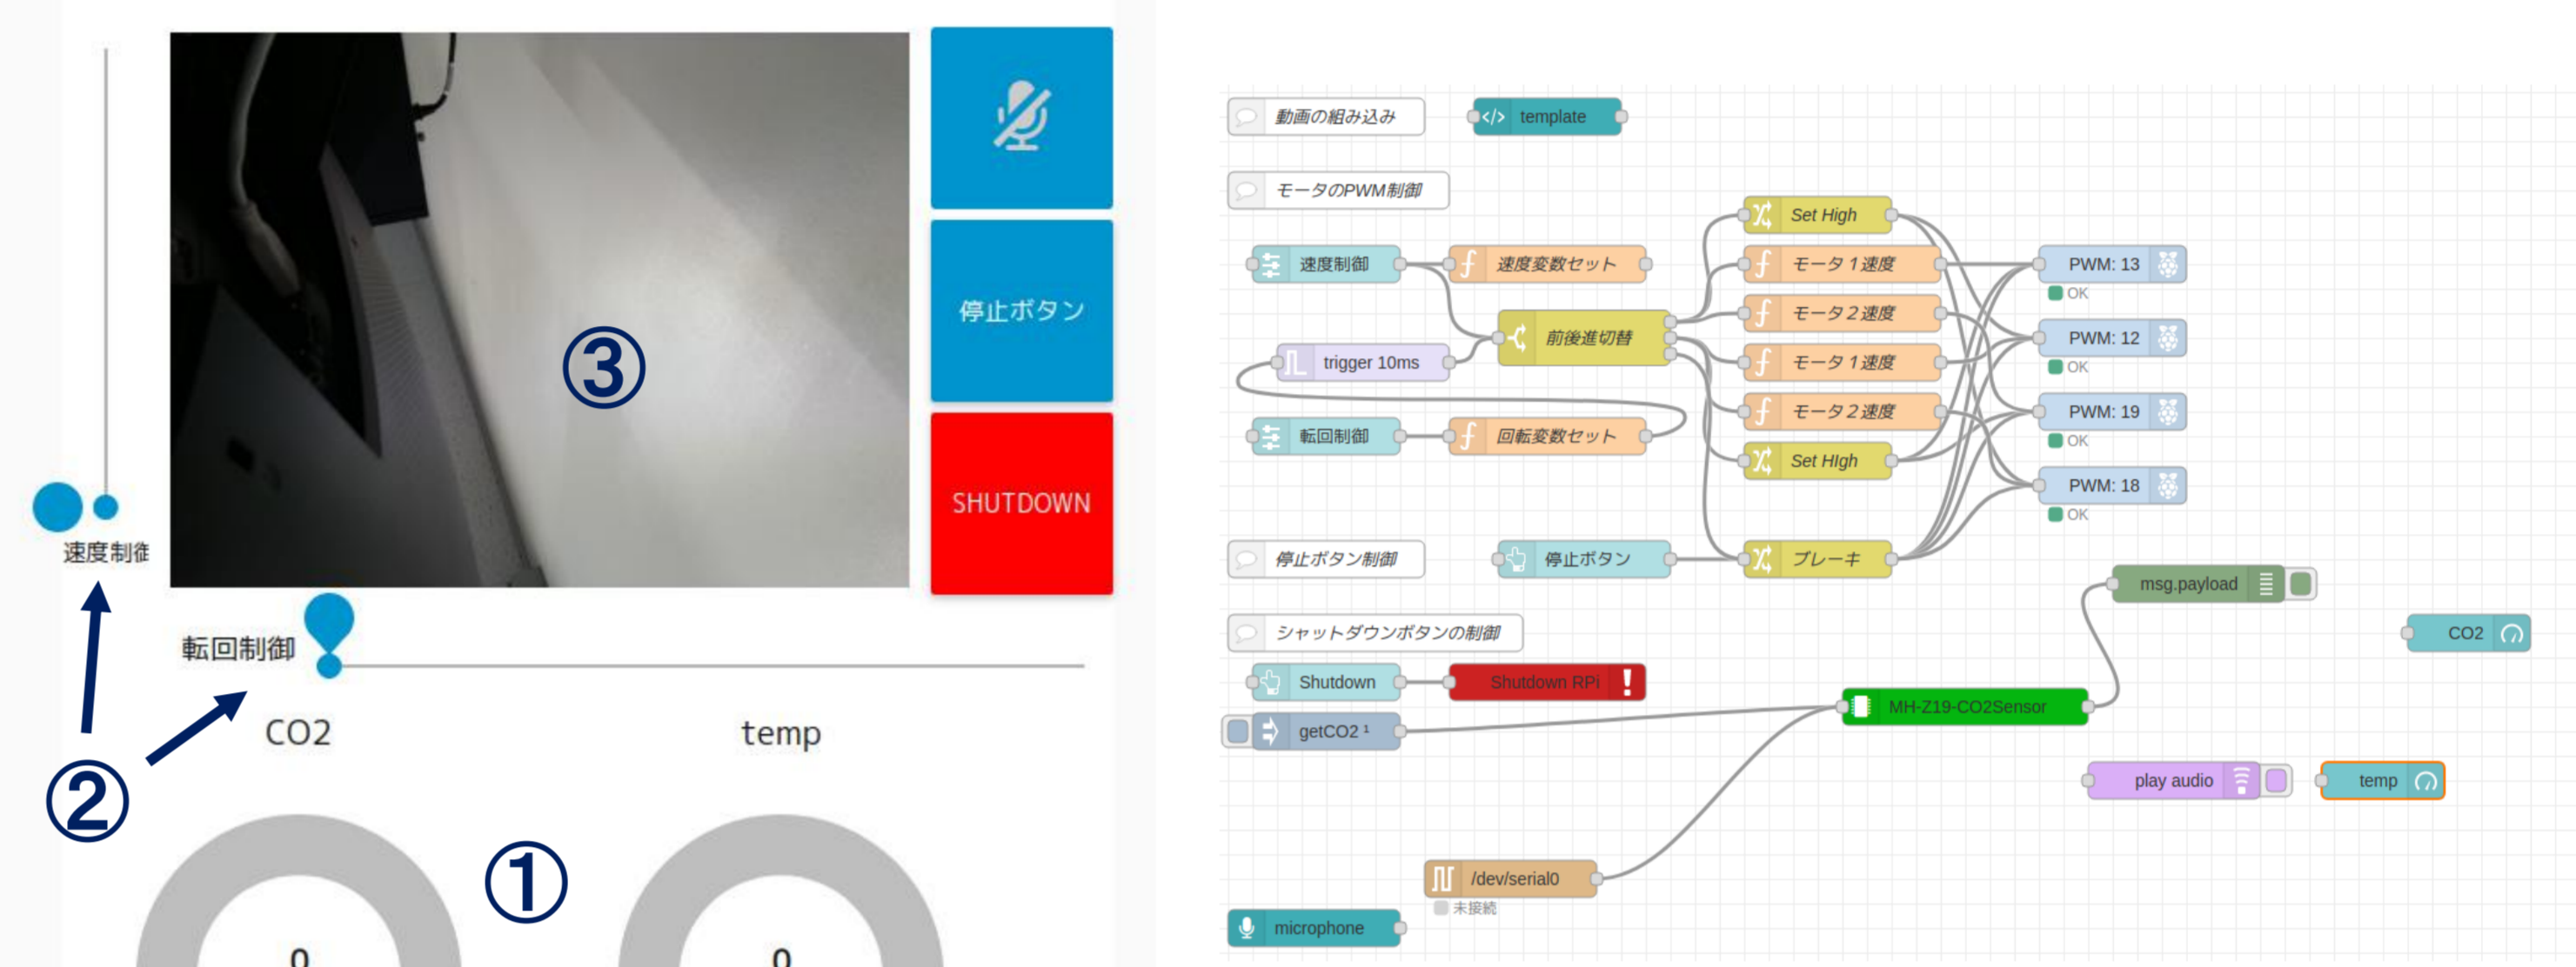 停止ボタン
SHUTDOWN
③
速度制御
転回制御
②
CO2
temp
①
0
0
動画の組み込み
</> template
モータのPWM制御
Set High
速度制御
速度変数セット
モータ1速度
PWM: 13
OK
モータ2速度
前後進切替
PWM: 12
OK
trigger 10ms
モータ1速度
モータ2速度
PWM: 19
OK
転回制御
回転変数セット
Set HIgh
PWM: 18
OK
停止ボタン制御
停止ボタン
ブレーキ
msg.payload
シャットダウンボタンの制御
CO2
Shutdown
Shutdown RPi
MH-Z19-CO2Sensor
getCO2 ¹
play audio
temp
/dev/serial0
未接続
microphone